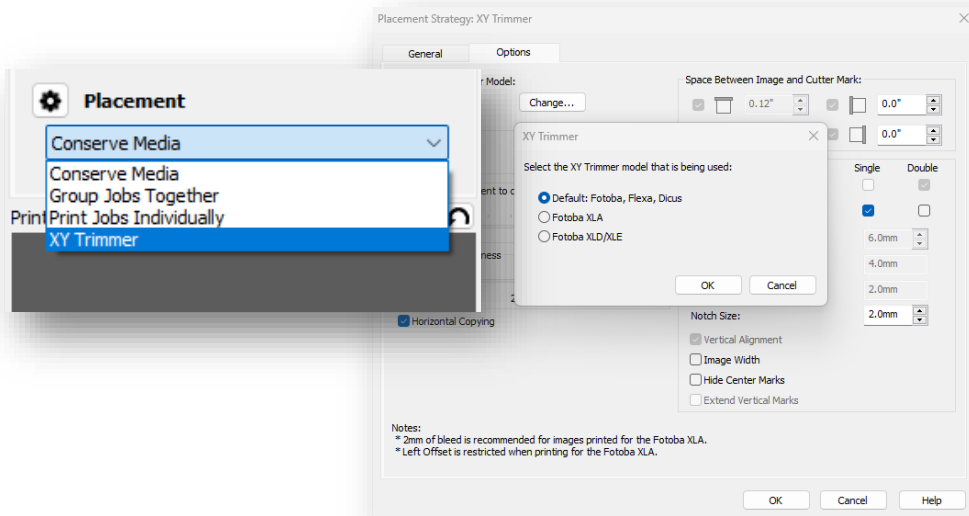 Placement Strategy: XY Trimmer
General
Options
Model:
Change...
Space Between Image and Cutter Mark:
0.12"
0.0"
0.0"
Placement
Conserve Media
Conserve Media
Group Jobs Together
Print Jobs Individually
XY Trimmer
Print
XY Trimmer
Select the XY Trimmer model that is being used:
Default: Fotoba, Flexa, Dicus
Fotoba XLA
Fotoba XLD/XLE
OK
Cancel
Single
Double
6.0mm
4.0mm
2.0mm
Notch Size:
2.0mm
Horizontal Copying
Vertical Alignment
Image Width
Hide Center Marks
Extend Vertical Marks
Notes:
* 2mm of bleed is recommended for images printed for the Fotoba XLA.
* Left Offset is restricted when printing for the Fotoba XLA.
OK
Cancel
Help